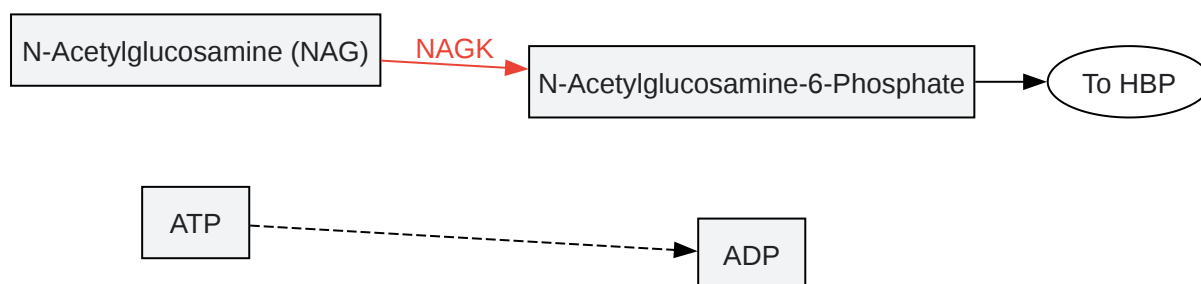 N-Acetylglucosamine (NAG)
NAGK
N-Acetylglucosamine-6-Phosphate
To HBP
ATP
ADP